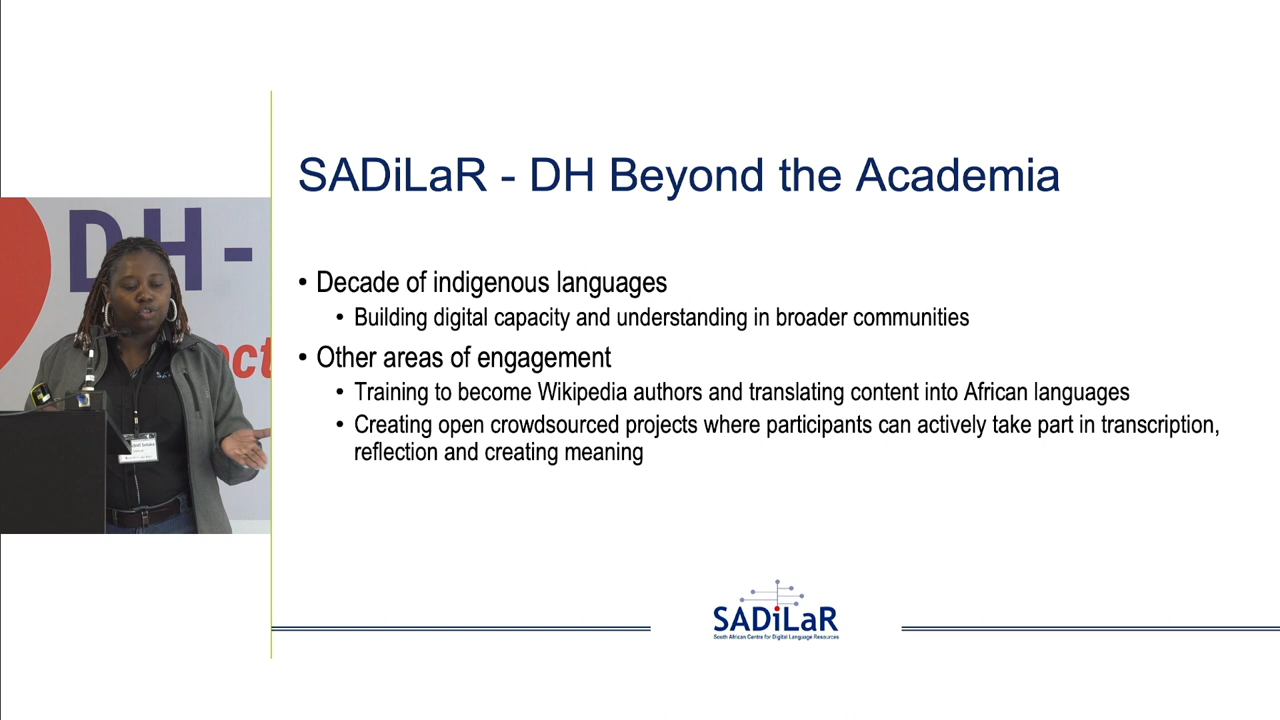 SADiLaR - DH Beyond the Academia
DH-
ect
• Decade of indigenous languages
• Building digital capacity and understanding in broader communities
• Other areas of engagement
• Training to become Wikipedia authors and translating content into African languages
• Creating open crowdsourced projects where participants can actively take part in transcription,
reflection and creating meaning
SADiLaR
South African Centre for Digital Language Resources